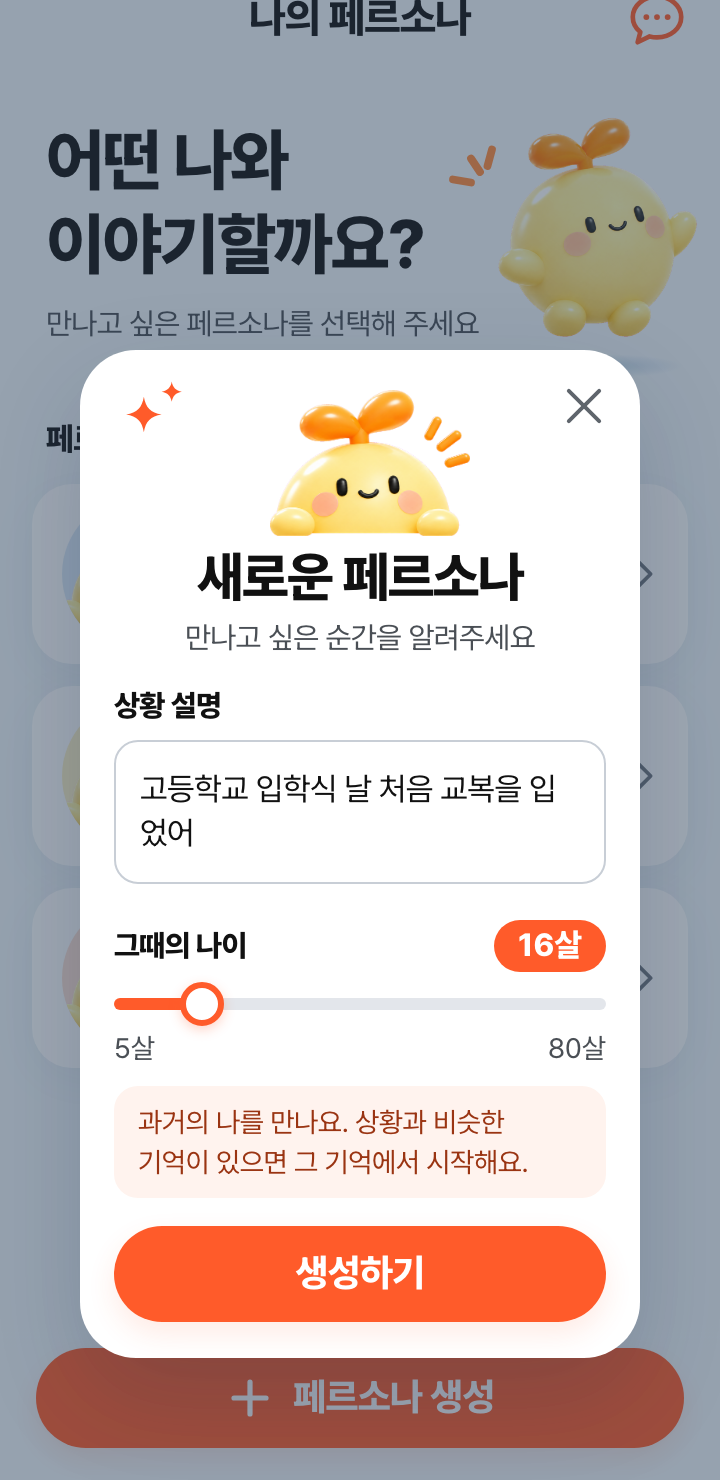 나의 페르소나
어떤 나와
이야기할까요?
만나고 싶은 페르소나를 선택해 주세요
새로운 페르소나
만나고 싶은 순간을 알려주세요
상황 설명
고등학교 입학식 날 처음 교복을 입
었어
그때의 나이
16살
5살
80살
과거의 나를 만나요. 상황과 비슷한
기억이 있으면 그 기억에서 시작해요.
생성하기
페르소나 생성